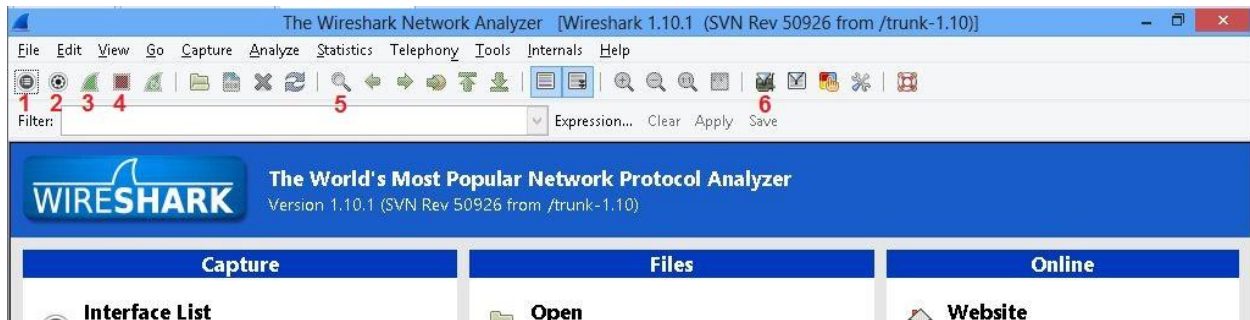 The Wireshark Network Analyzer [Wireshark 1.10.1 (SVN Rev 50926 from /trunk-1.10)]
File Edit View Go Capture Analyze Statistics Telephony Tools Internals Help
1 2 3 4 5 6
Filter: Expression... Clear Apply Save
WIRESHARK
The World's Most Popular Network Protocol Analyzer
Version 1.10.1 (SVN Rev 50926 from /trunk-1.10)
Capture
Interface List
Files
Open
Online
Website